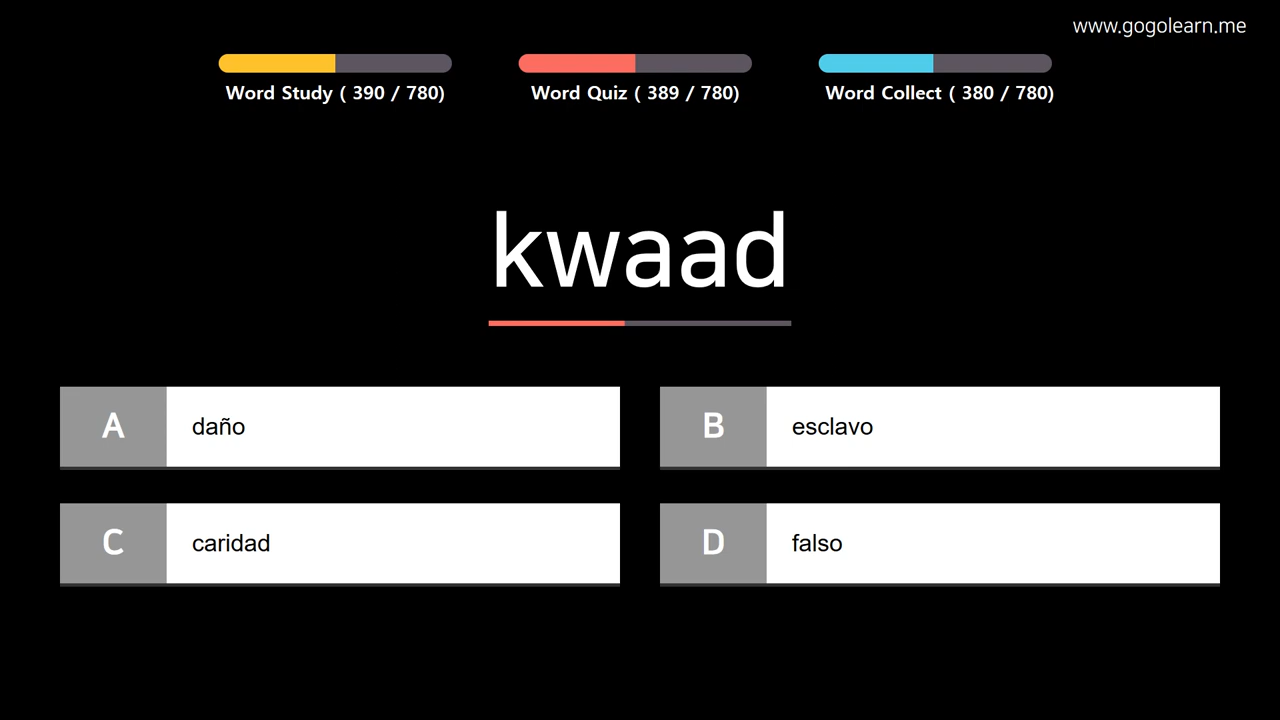 www.gogolearn.me
Word Study ( 390 / 780)
Word Quiz ( 389 / 780)
Word Collect ( 380 / 780)
kwaad
A
daño
B
esclavo
C
caridad
D
falso